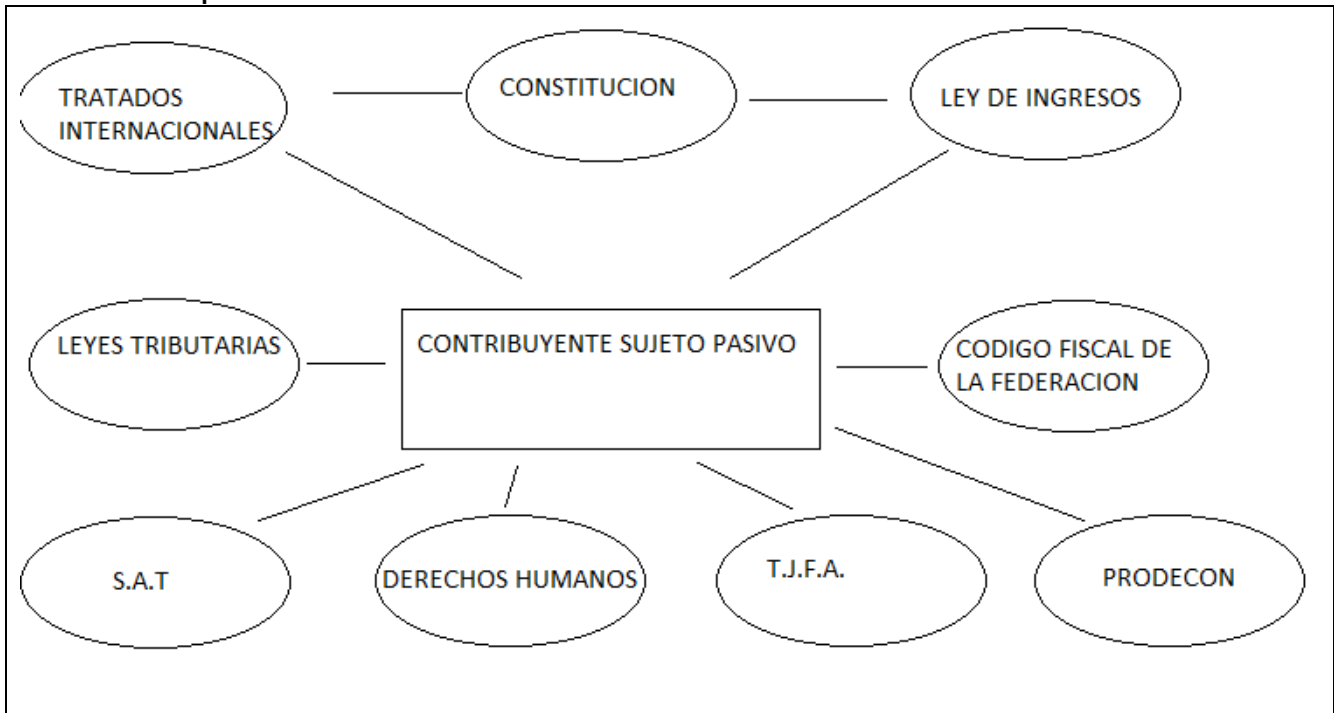 TRATADOS
INTERNACIONALES
CONSTITUCION
LEY DE INGRESOS
LEYES TRIBUTARIAS
CONTRIBUYENTE SUJETO PASIVO
CODIGO FISCAL DE
LA FEDERACION
S.A.T
DERECHOS HUMANOS
T.J.F.A.
PRODECON